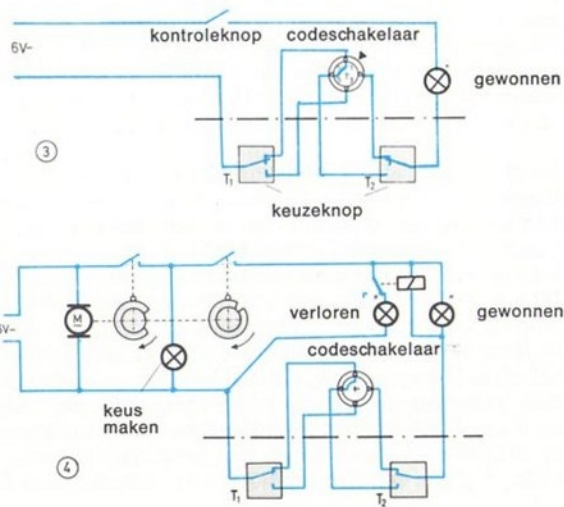 kontroleknop
codeschakelaar
6V-
gewonnen
3
T1
T2
keuzeknop
M
verloren
gewonnen
6V-
codeschakelaar
keus
maken
4
T1
T2